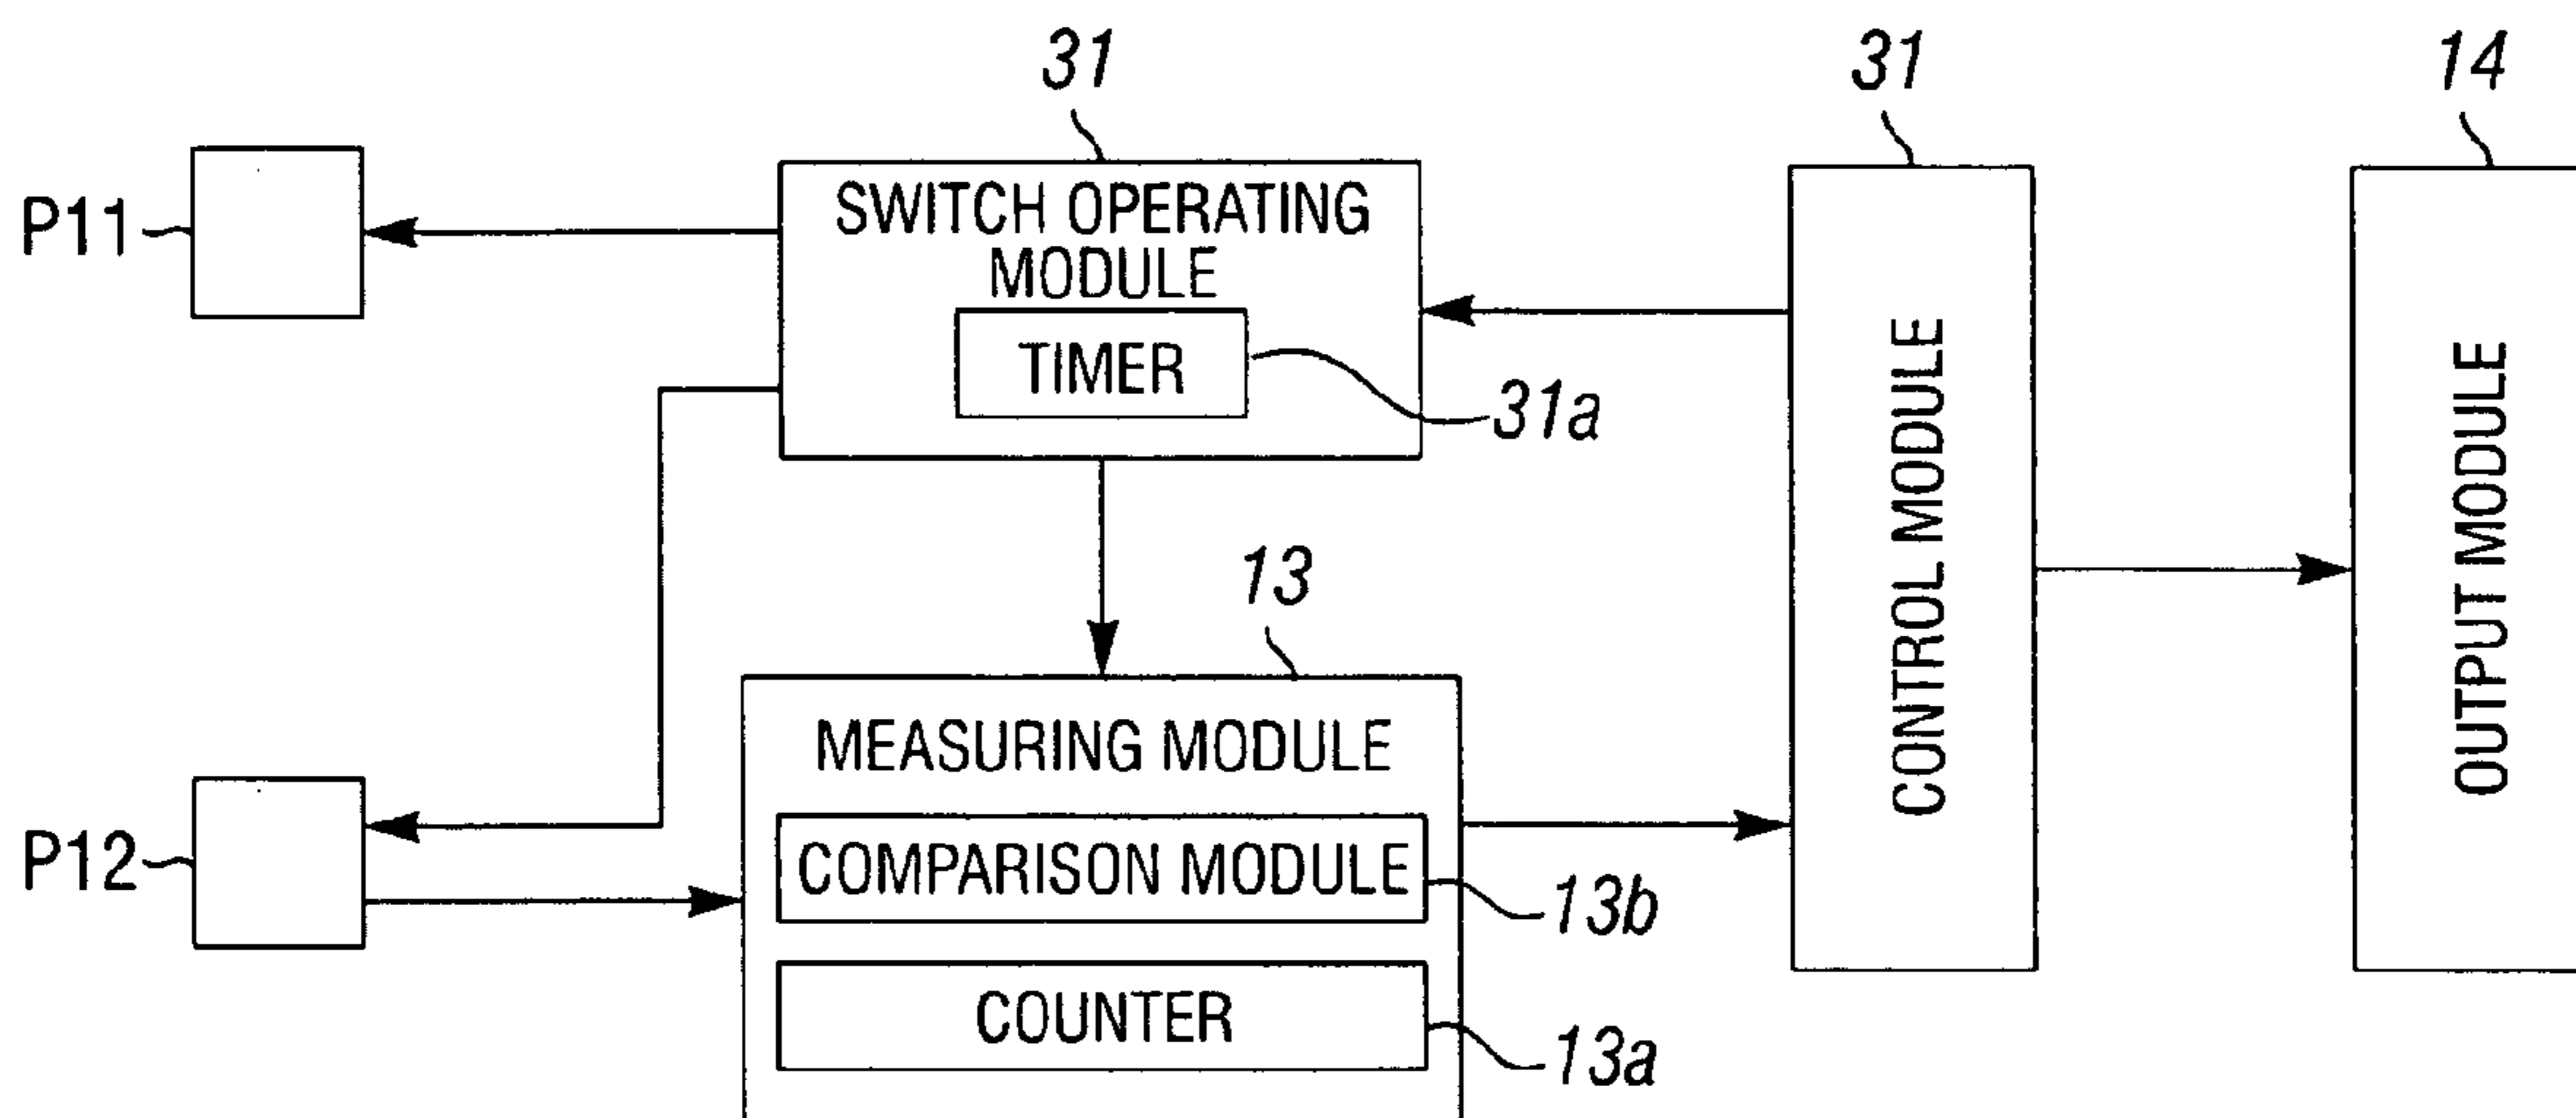 31
31
14
P11
SWITCH OPERATING
MODULE
TIMER
31a
CONTROL MODULE
OUTPUT MODULE
13
MEASURING MODULE
P12
COMPARISON MODULE
13b
COUNTER
13a